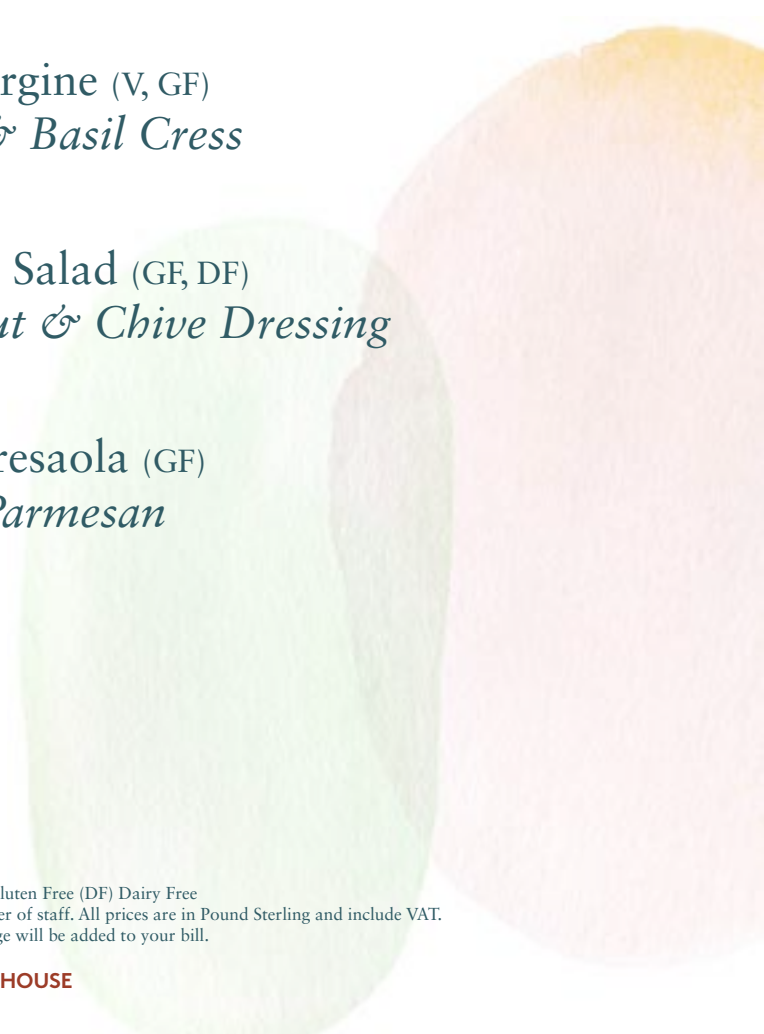 rgine (V, GF)
& Basil Cress
Salad (GF, DF)
ut & Chive Dressing
resaola (GF)
Parmesan
luten Free (DF) Dairy Free
er of staff. All prices are in Pound Sterling and include VAT.
ge will be added to your bill.
HOUSE